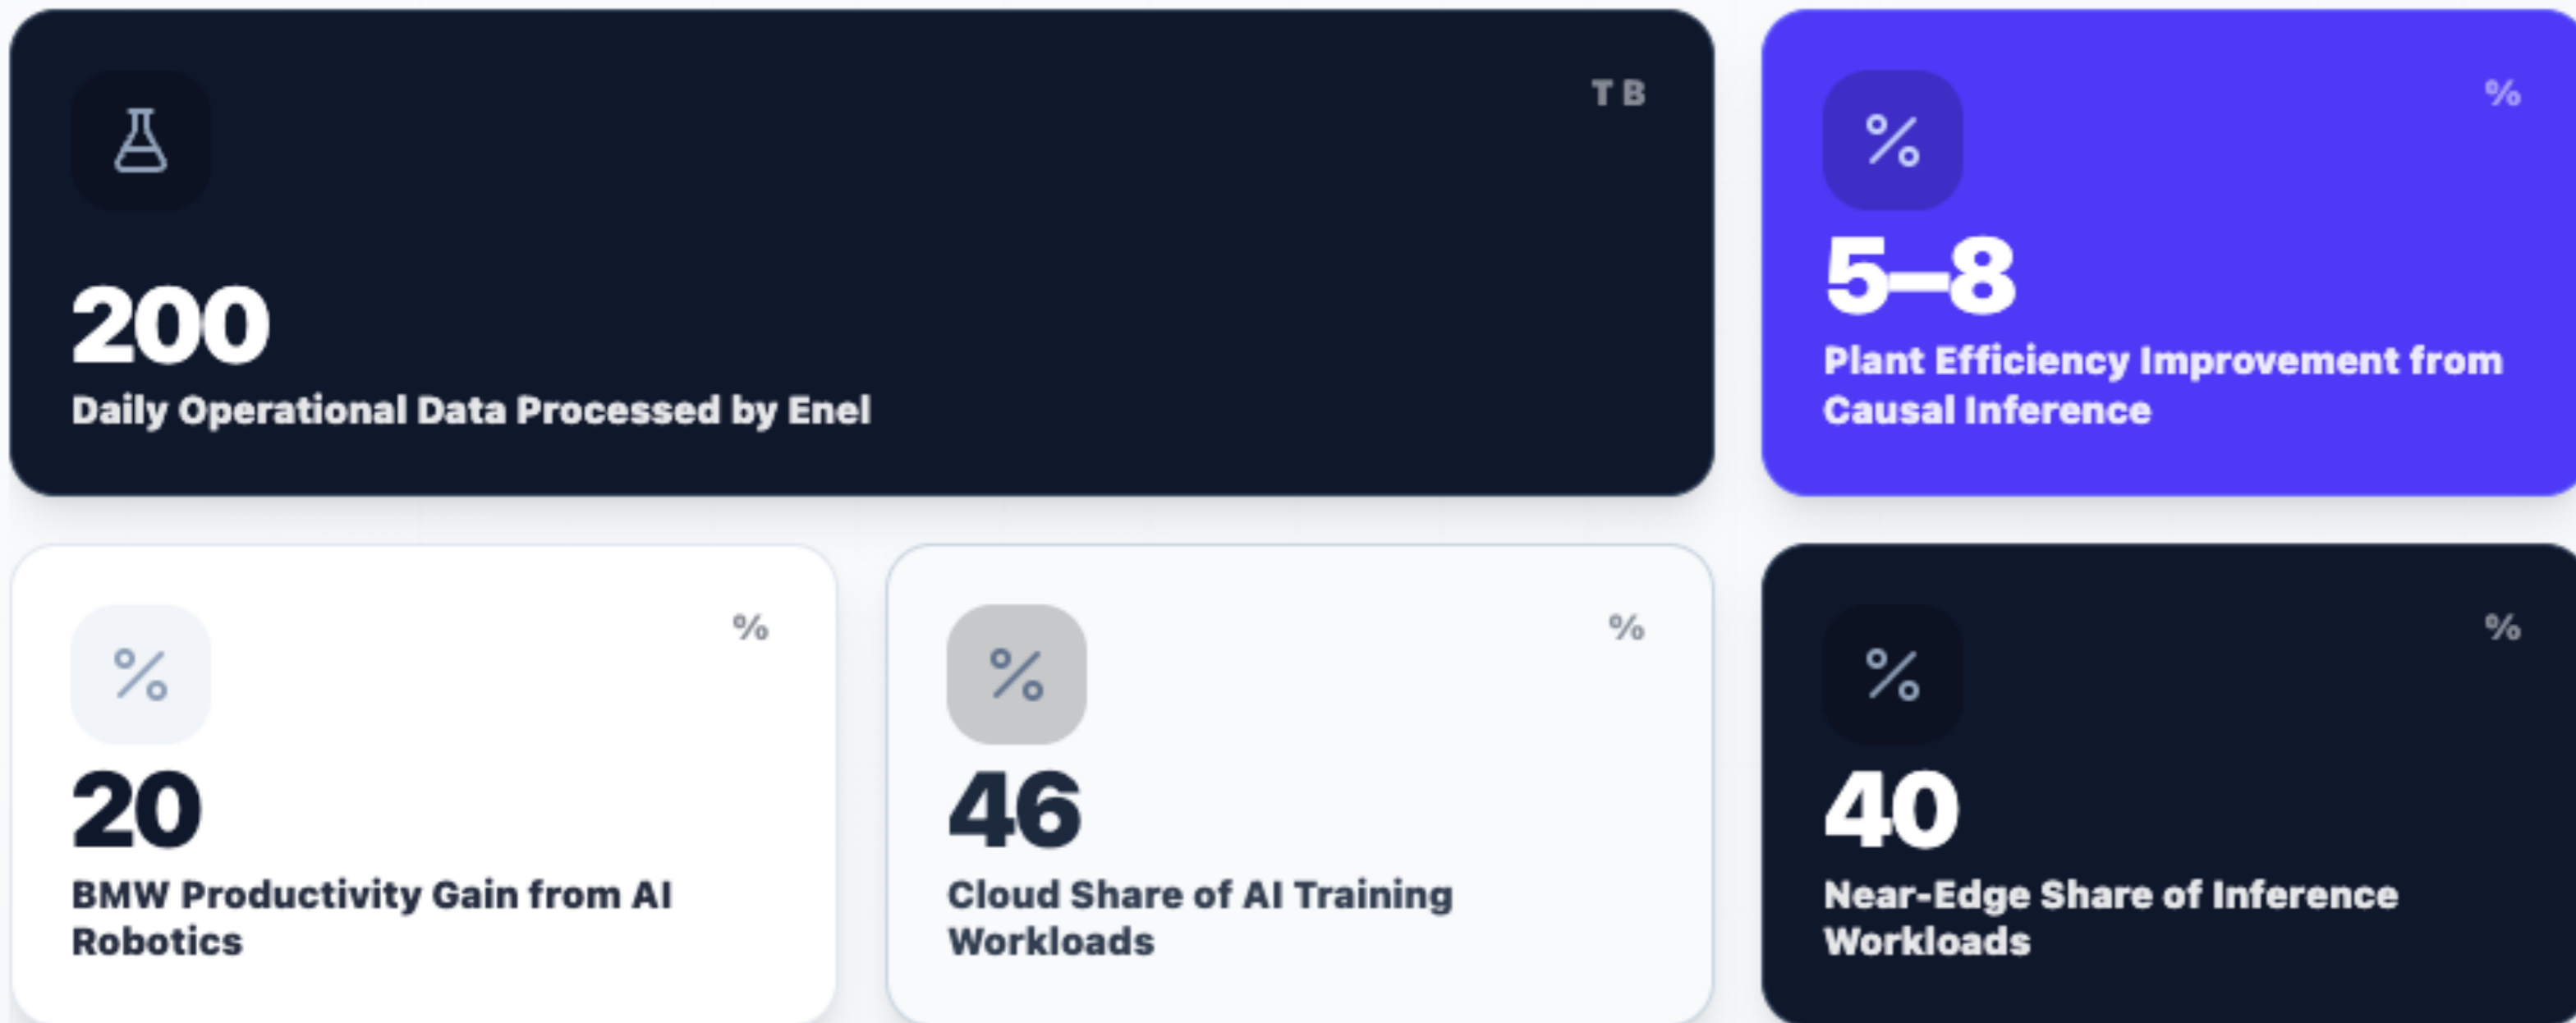 TB
200
Daily Operational Data Processed by Enel
%
%
5–8
Plant Efficiency Improvement from
Causal Inference
%
%
20
BMW Productivity Gain from AI
Robotics
%
%
46
Cloud Share of AI Training
Workloads
%
%
40
Near-Edge Share of Inference
Workloads